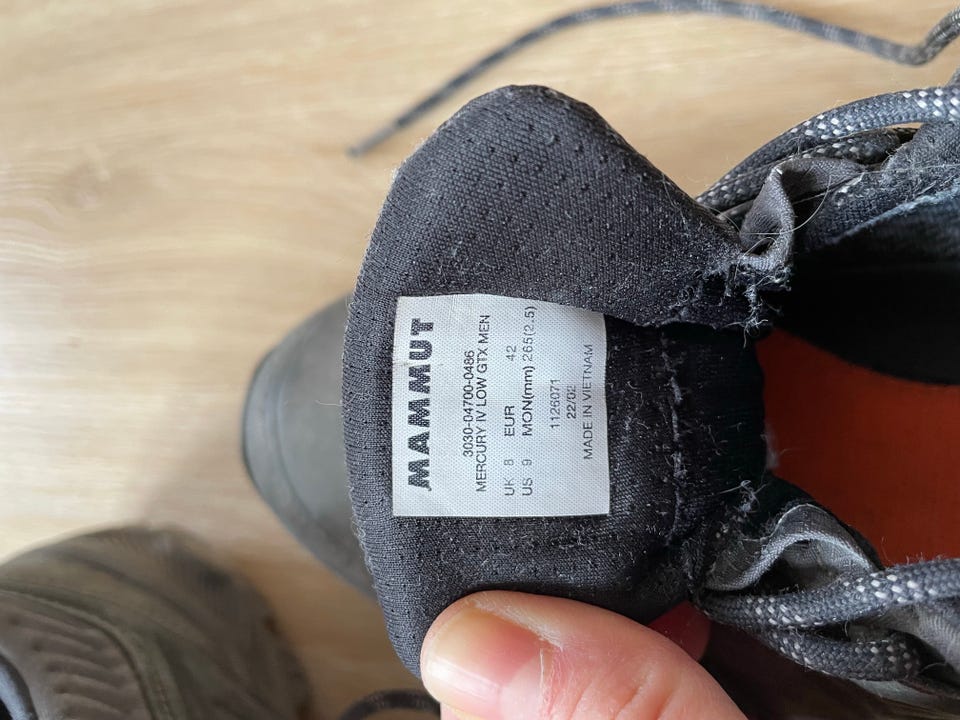 MAMMUT
3030-04700-0486
MERCURY IV LOW GTX MEN
UK 8 EUR 42
US 9 MON(mm) 265(2.5)
1126071
22/02
MADE IN VIETNAM